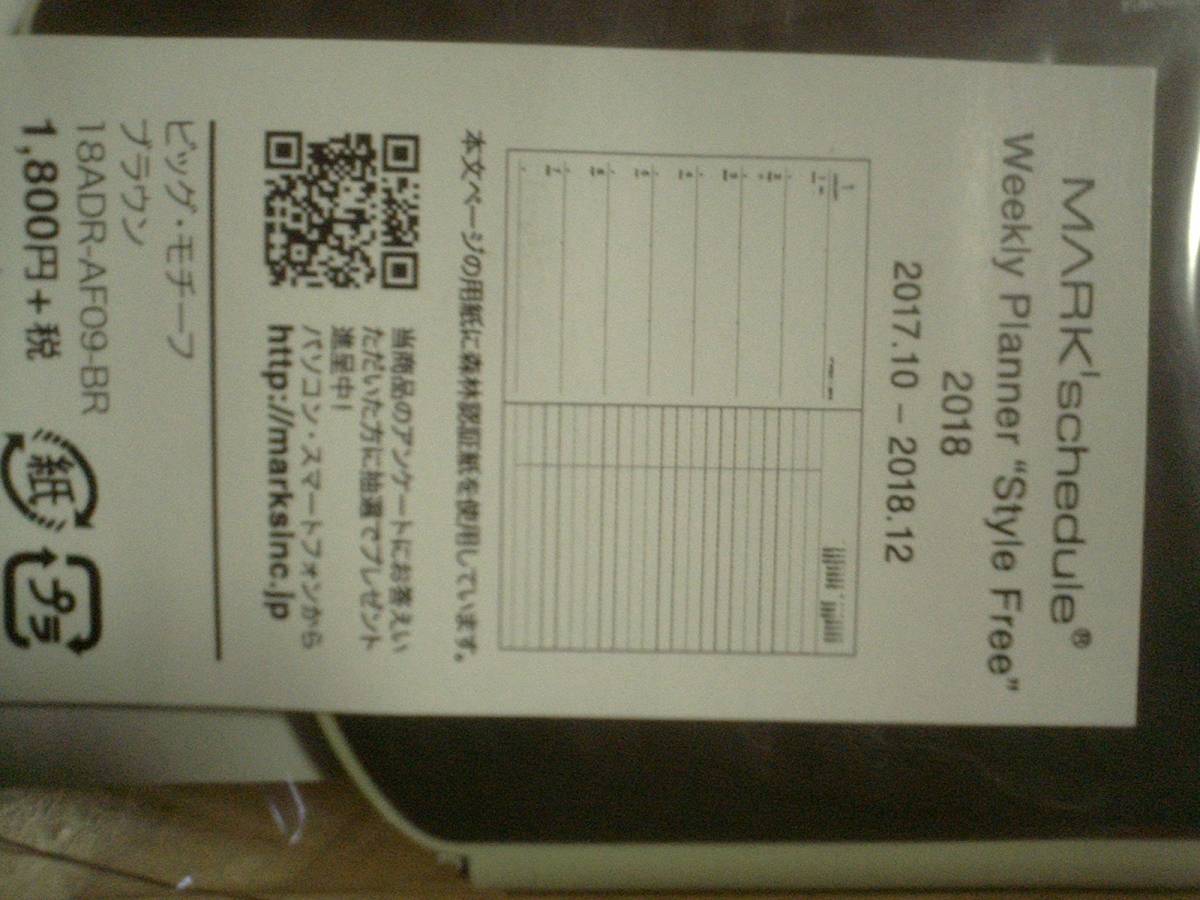 MARK'schedule®
Weekly Planner “Style Free”
2018
2017.10 – 2018.12
本文ページの用紙に森林認証紙を使用しています。
当商品のアンケートにお答えい
ただいた方に抽選でプレゼント
進呈中!
パソコン・スマートフォンから
http://marksinc.jp
ビッグ・モチーフ
ブラウン
18ADR-AF09-BR
1,800円+税
紙
プラ